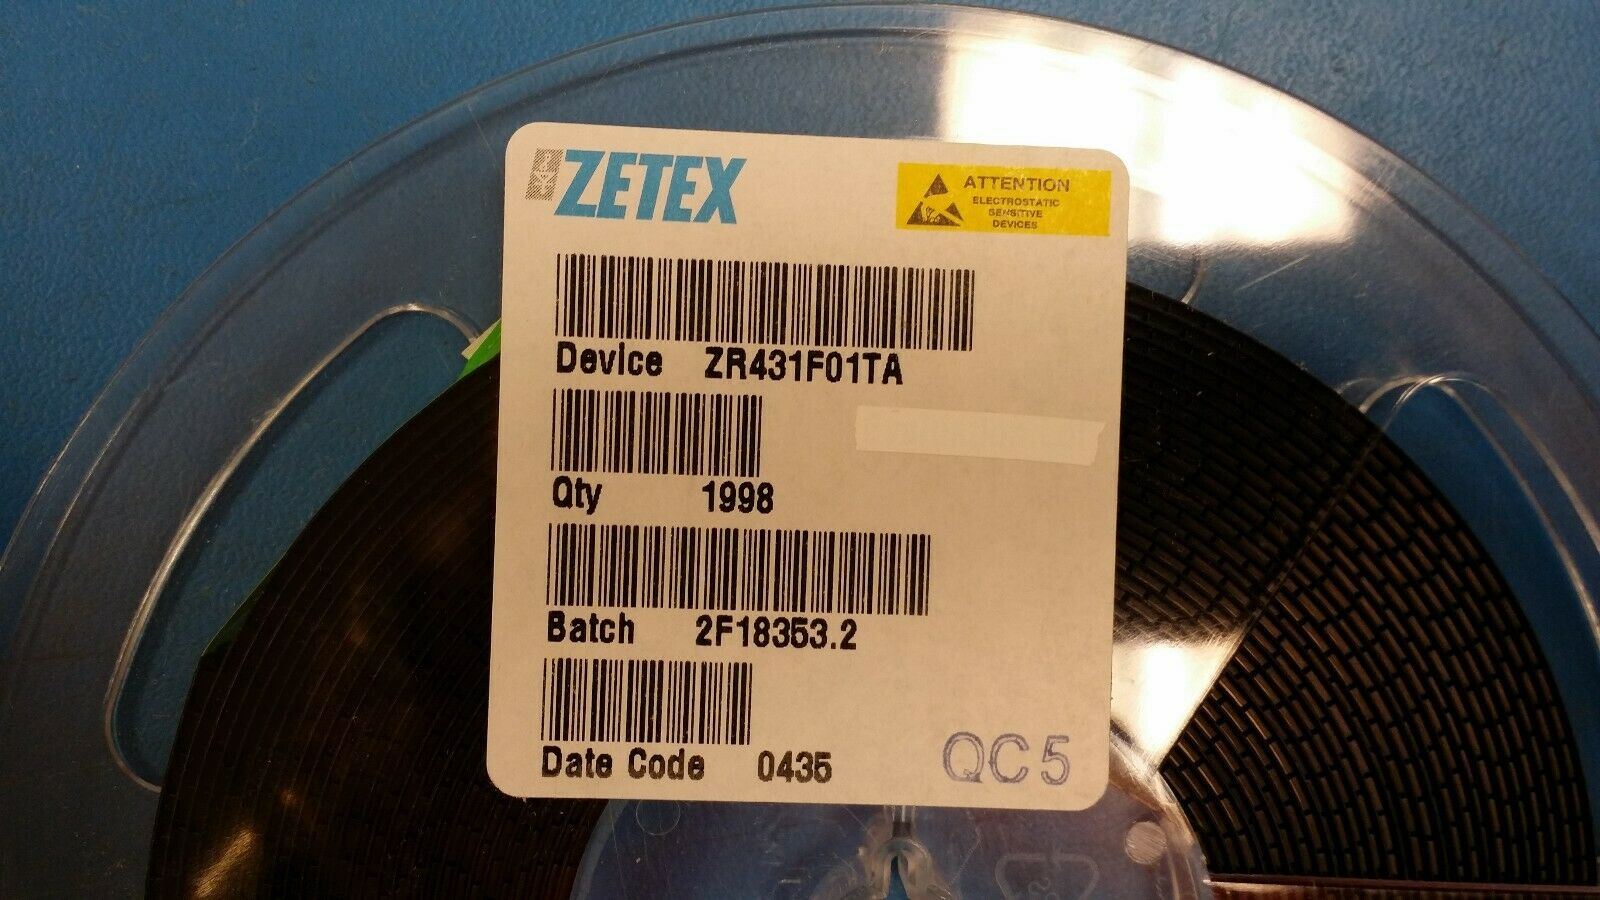 ZETEX
ATTENTION
ELECTROSTATIC
SENSITIVE
DEVICES
Device ZR431F01TA
Qty 1998
Batch 2F18353.2
Date Code 0435
QC5